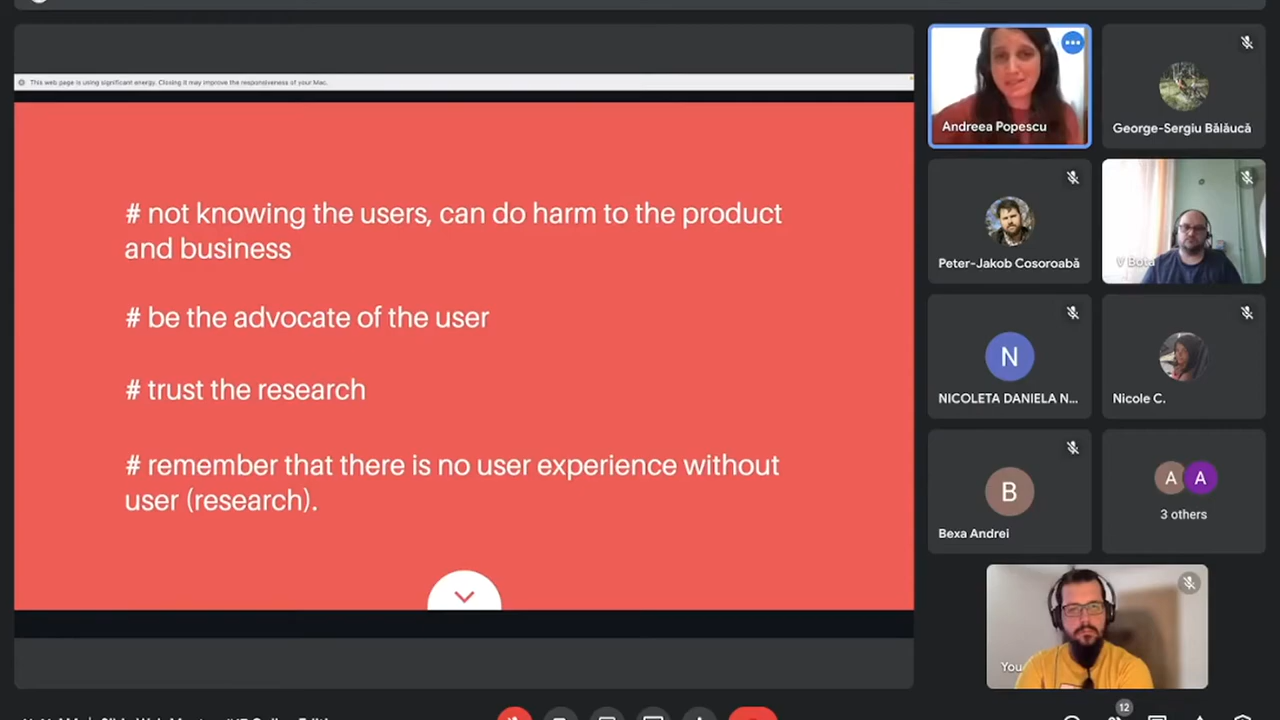 This web page is using significant energy. Closing it may improve the responsiveness of your Mac.
# not knowing the users, can do harm to the product
and business
# be the advocate of the user
# trust the research
# remember that there is no user experience without
user (research).
Andreea Popescu
George-Sergiu Bălăucă
Peter-Jakob Cosoroabă
V Bota
N
NICOLETA DANIELA N...
Nicole C.
B
Bexa Andrei
A A
3 others
You
12